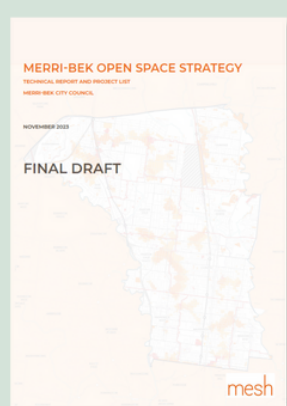 MERRI-BEK OPEN SPACE STRATEGY
TECHNICAL REPORT AND PROJECT LIST
MERRI-BEK CITY COUNCIL
NOVEMBER 2023
FINAL DRAFT
mesh